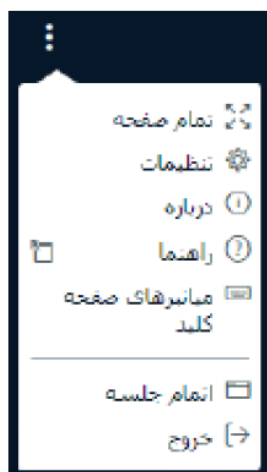 تمام صفحه
تنظیمات
درباره
راهنما
میانبرهای صفحه
کلید
اتمام جلسه
خروج